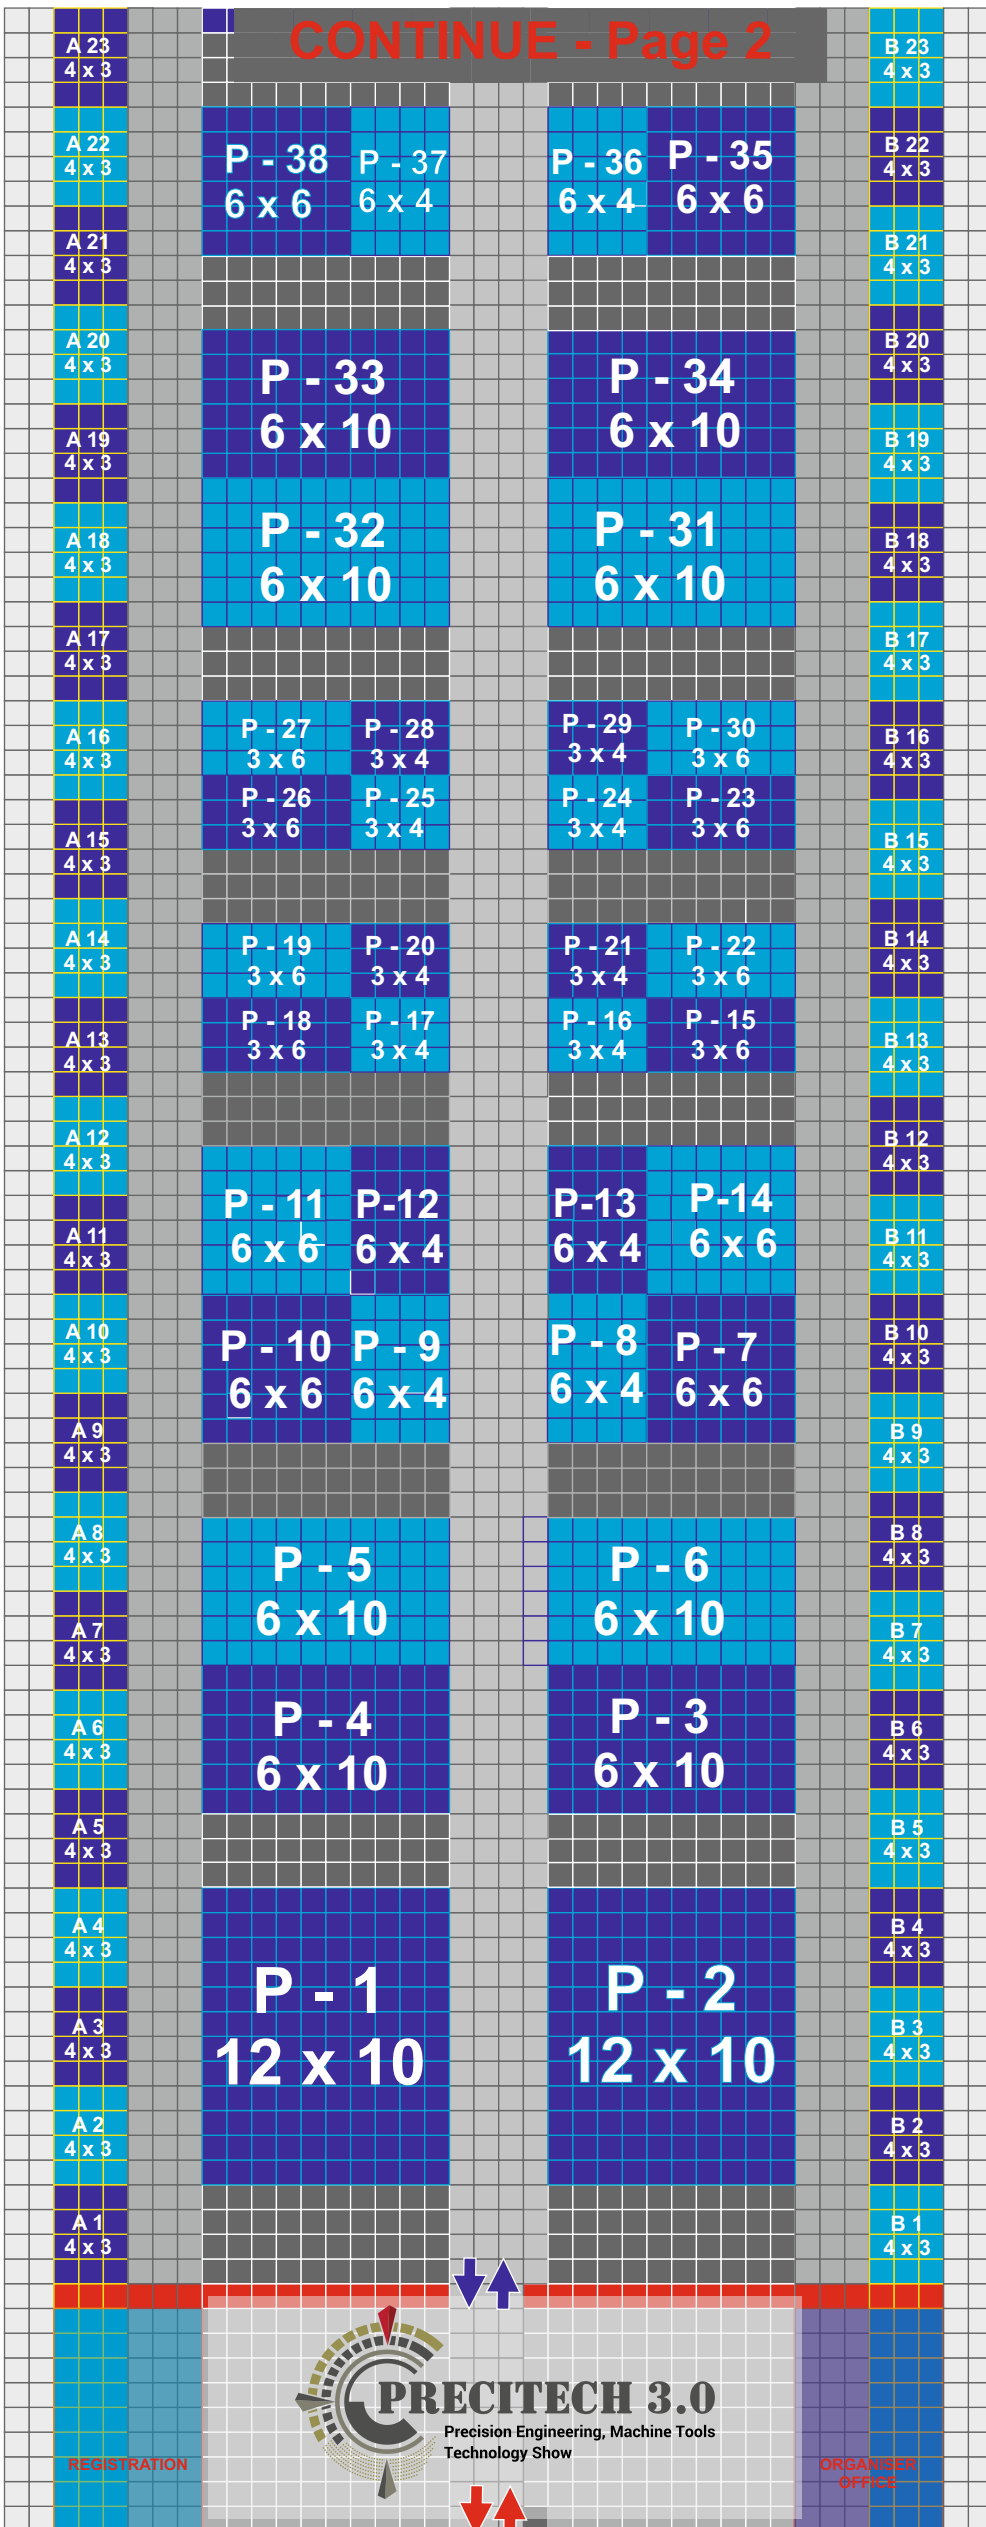 CONTINUE - Page 2
A 23
4 x 3
B 23
4 x 3
A 22
4 x 3
P - 38
6 x 6
P - 37
6 x 4
P - 36
6 x 4
P - 35
6 x 6
B 22
4 x 3
A 21
4 x 3
B 21
4 x 3
A 20
4 x 3
P - 33
6 x 10
P - 34
6 x 10
B 20
4 x 3
A 19
4 x 3
B 19
4 x 3
A 18
4 x 3
P - 32
6 x 10
P - 31
6 x 10
B 18
4 x 3
A 17
4 x 3
B 17
4 x 3
A 16
4 x 3
P - 27
3 x 6
P - 28
3 x 4
P - 29
3 x 4
P - 30
3 x 6
B 16
4 x 3
A 15
4 x 3
P - 26
3 x 6
P - 25
3 x 4
P - 24
3 x 4
P - 23
3 x 6
B 15
4 x 3
A 14
4 x 3
P - 19
3 x 6
P - 20
3 x 4
P - 21
3 x 4
P - 22
3 x 6
B 14
4 x 3
A 13
4 x 3
P - 18
3 x 6
P - 17
3 x 4
P - 16
3 x 4
P - 15
3 x 6
B 13
4 x 3
A 12
4 x 3
B 12
4 x 3
A 11
4 x 3
P - 11
6 x 6
P-12
6 x 4
P-13
6 x 4
P-14
6 x 6
B 11
4 x 3
A 10
4 x 3
P - 10
6 x 6
P - 9
6 x 4
P - 8
6 x 4
P - 7
6 x 6
B 10
4 x 3
A 9
4 x 3
B 9
4 x 3
A 8
4 x 3
P - 5
6 x 10
P - 6
6 x 10
B 8
4 x 3
A 7
4 x 3
B 7
4 x 3
A 6
4 x 3
P - 4
6 x 10
P - 3
6 x 10
B 6
4 x 3
A 5
4 x 3
B 5
4 x 3
A 4
4 x 3
B 4
4 x 3
A 3
4 x 3
P - 1
12 x 10
P - 2
12 x 10
B 3
4 x 3
A 2
4 x 3
B 2
4 x 3
A 1
4 x 3
B 1
4 x 3
PRECITECH 3.0
Precision Engineering, Machine Tools
Technology Show
REGISTRATION
ORGANISER
OFFICE